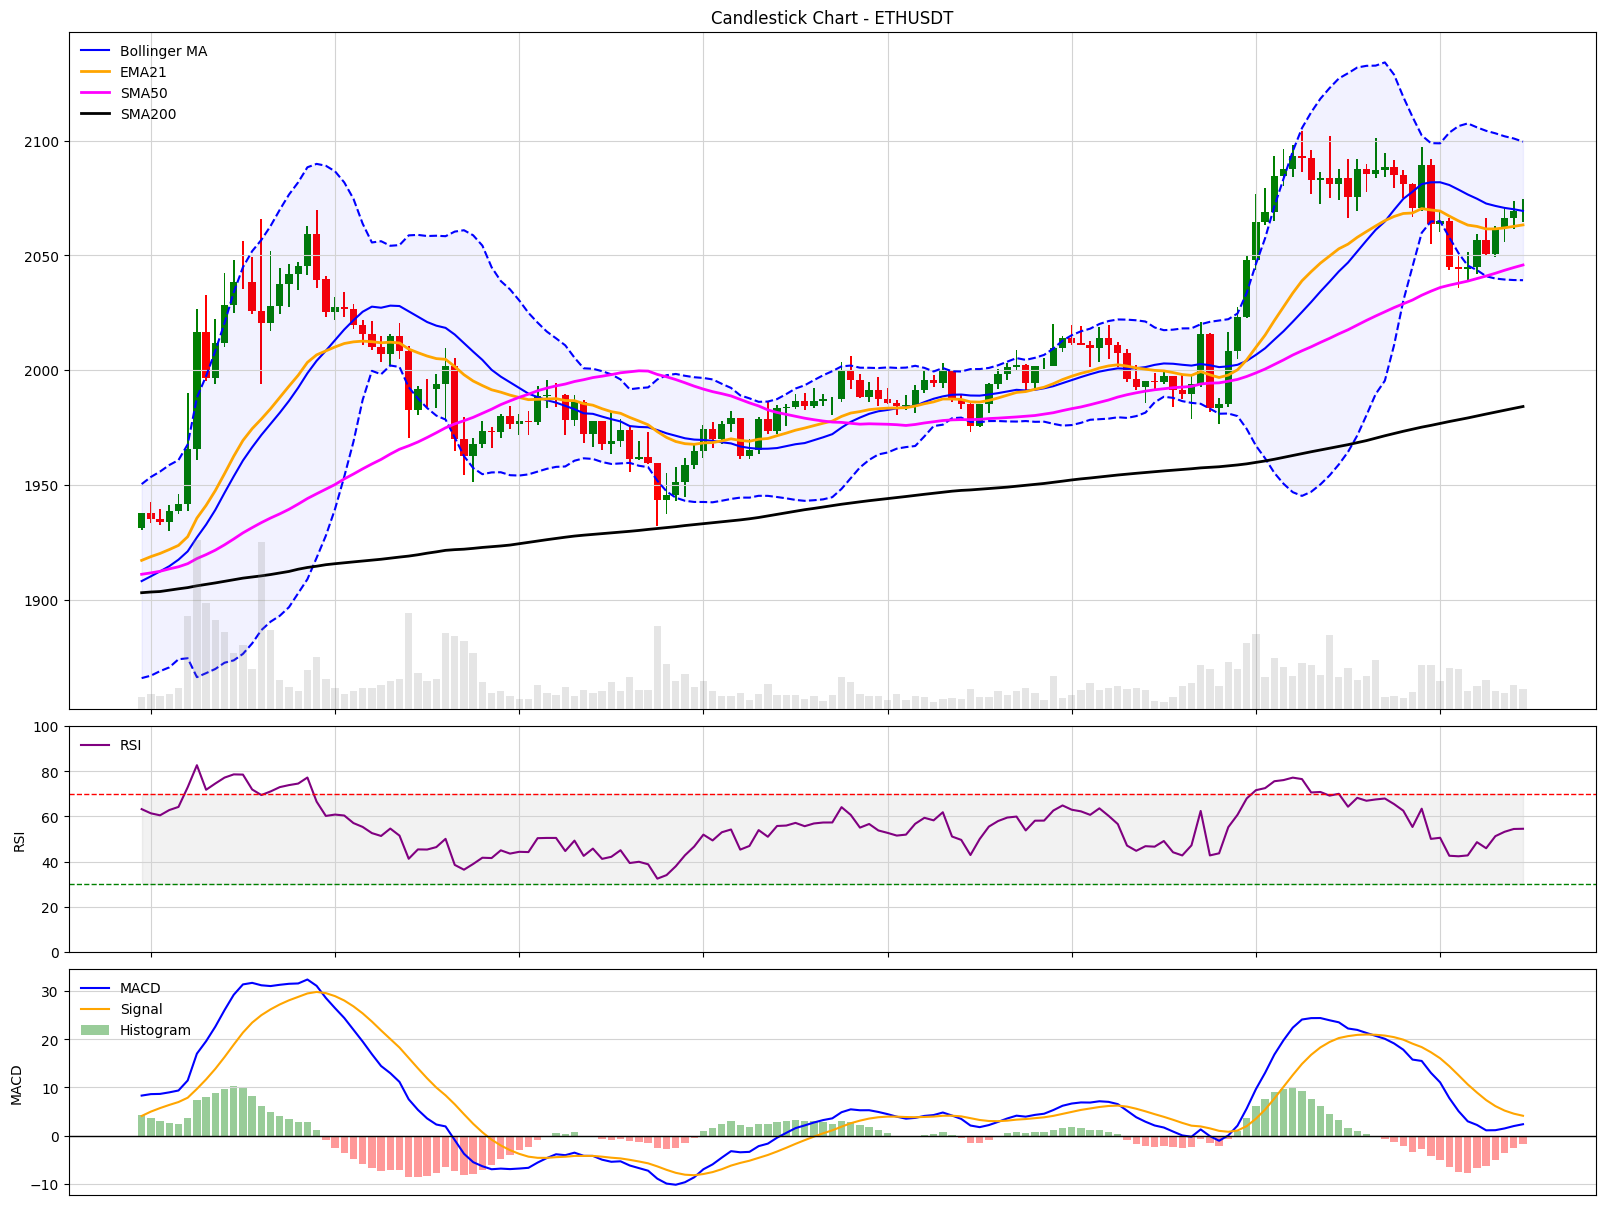 Candlestick Chart - ETHUSDT
Bollinger MA
EMA21
SMA50
SMA200
2100
2050
2000
1950
1900
RSI
100
80
60
40
20
0
RSI
MACD
Signal
Histogram
30
20
10
0
−10
MACD